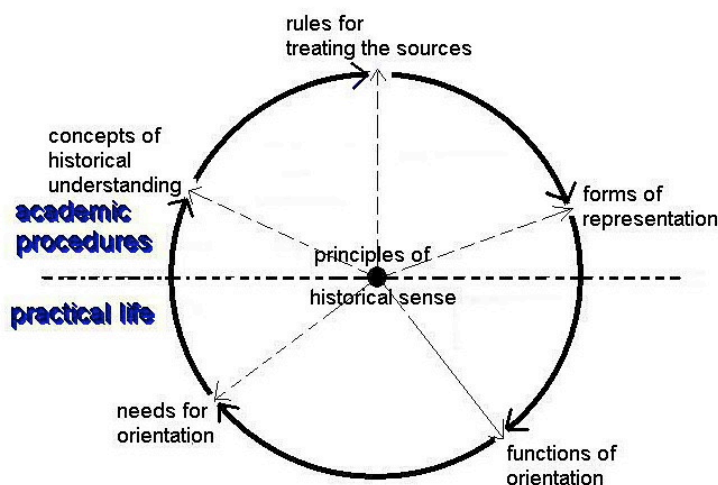 rules for
treating the sources
concepts of
historical
understanding
forms of
representation
academic
procedures
principles of
historical sense
practical life
needs for
orientation
functions of
orientation